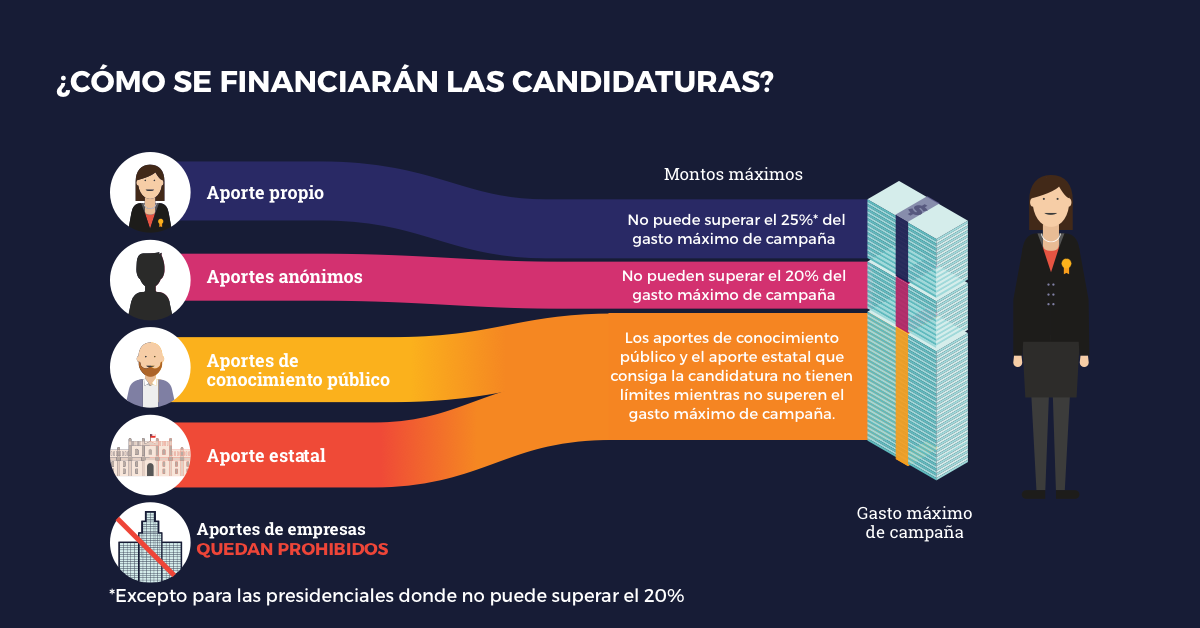 ¿CÓMO SE FINANCIARÁN LAS CANDIDATURAS?
Montos máximos
Aporte propio
No puede superar el 25%* del
gasto máximo de campaña
Aportes anónimos
No pueden superar el 20% del
gasto máximo de campaña
Aportes de
conocimiento público
Los aportes de conocimiento
público y el aporte estatal que
consiga la candidatura no tienen
límites mientras no superen el
gasto máximo de campaña.
Aporte estatal
Gasto máximo
de campaña
Aportes de empresas
QUEDAN PROHIBIDOS
*Excepto para las presidenciales donde no puede superar el 20%